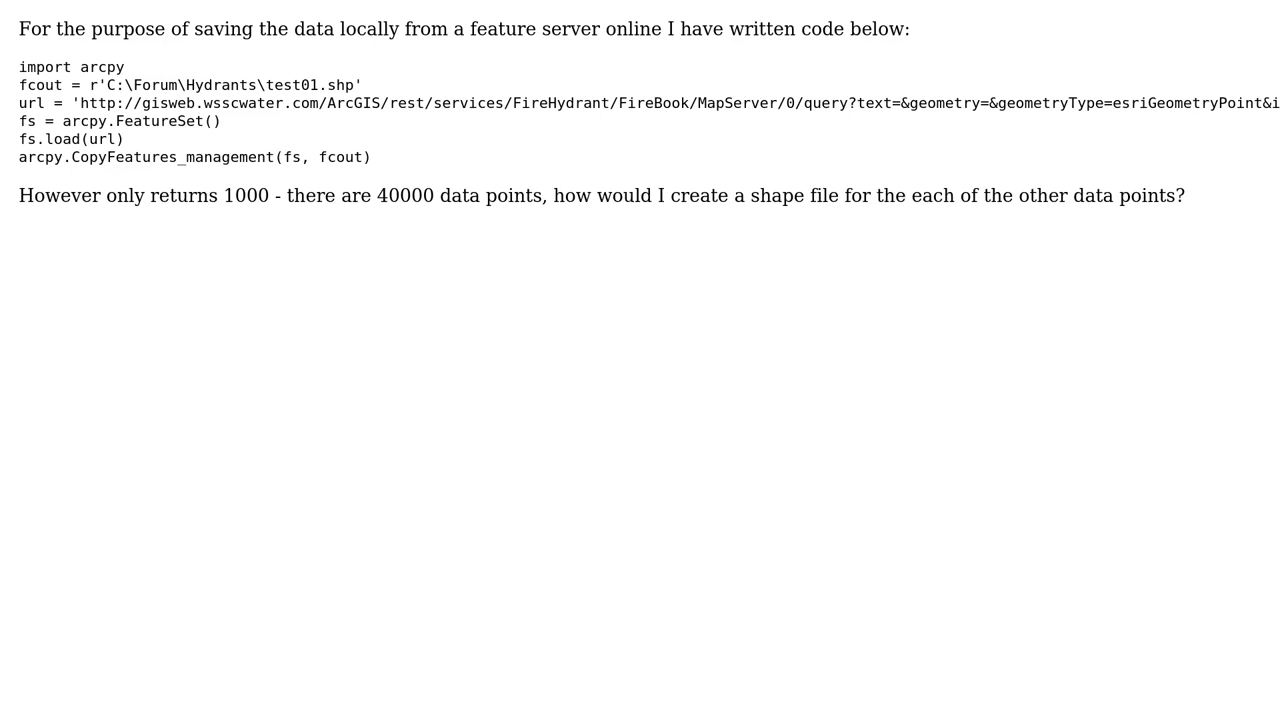 For the purpose of saving the data locally from a feature server online I have written code below:
import arcpy
fcout = r'C:\Forum\Hydrants\test01.shp'
url = 'http://gisweb.wsscwater.com/ArcGIS/rest/services/FireHydrant/FireBook/MapServer/0/query?text=&geometry=&geometryType=esriGeometryPoint&i
fs = arcpy.FeatureSet()
fs.load(url)
arcpy.CopyFeatures_management(fs, fcout)
However only returns 1000 - there are 40000 data points, how would I create a shape file for the each of the other data points?